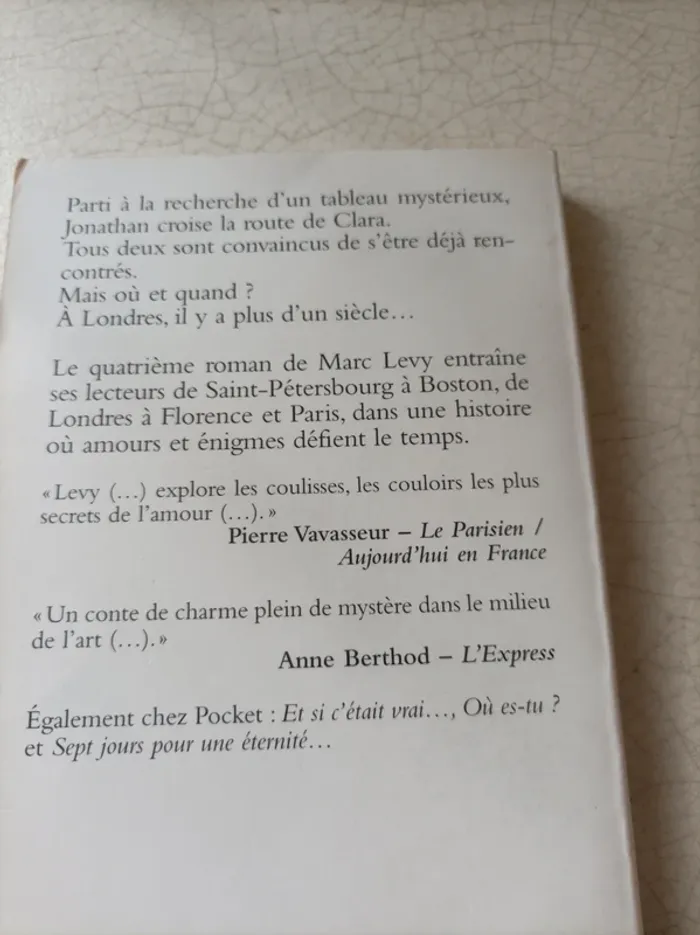 Parti à la recherche d'un tableau mystérieux,
Jonathan croise la route de Clara.
Tous deux sont convaincus de s'être déjà ren-
contrés.
Mais où et quand ?
À Londres, il y a plus d'un siècle…
Le quatrième roman de Marc Levy entraîne
ses lecteurs de Saint-Pétersbourg à Boston, de
Londres à Florence et Paris, dans une histoire
où amours et énigmes défient le temps.
« Levy (…) explore les coulisses, les couloirs les plus
secrets de l'amour (…). »
Pierre Vavasseur – Le Parisien /
Aujourd'hui en France
« Un conte de charme plein de mystère dans le milieu
de l'art (…). »
Anne Berthod – L'Express
Également chez Pocket : Et si c'était vrai…, Où es-tu ?
et Sept jours pour une éternité…